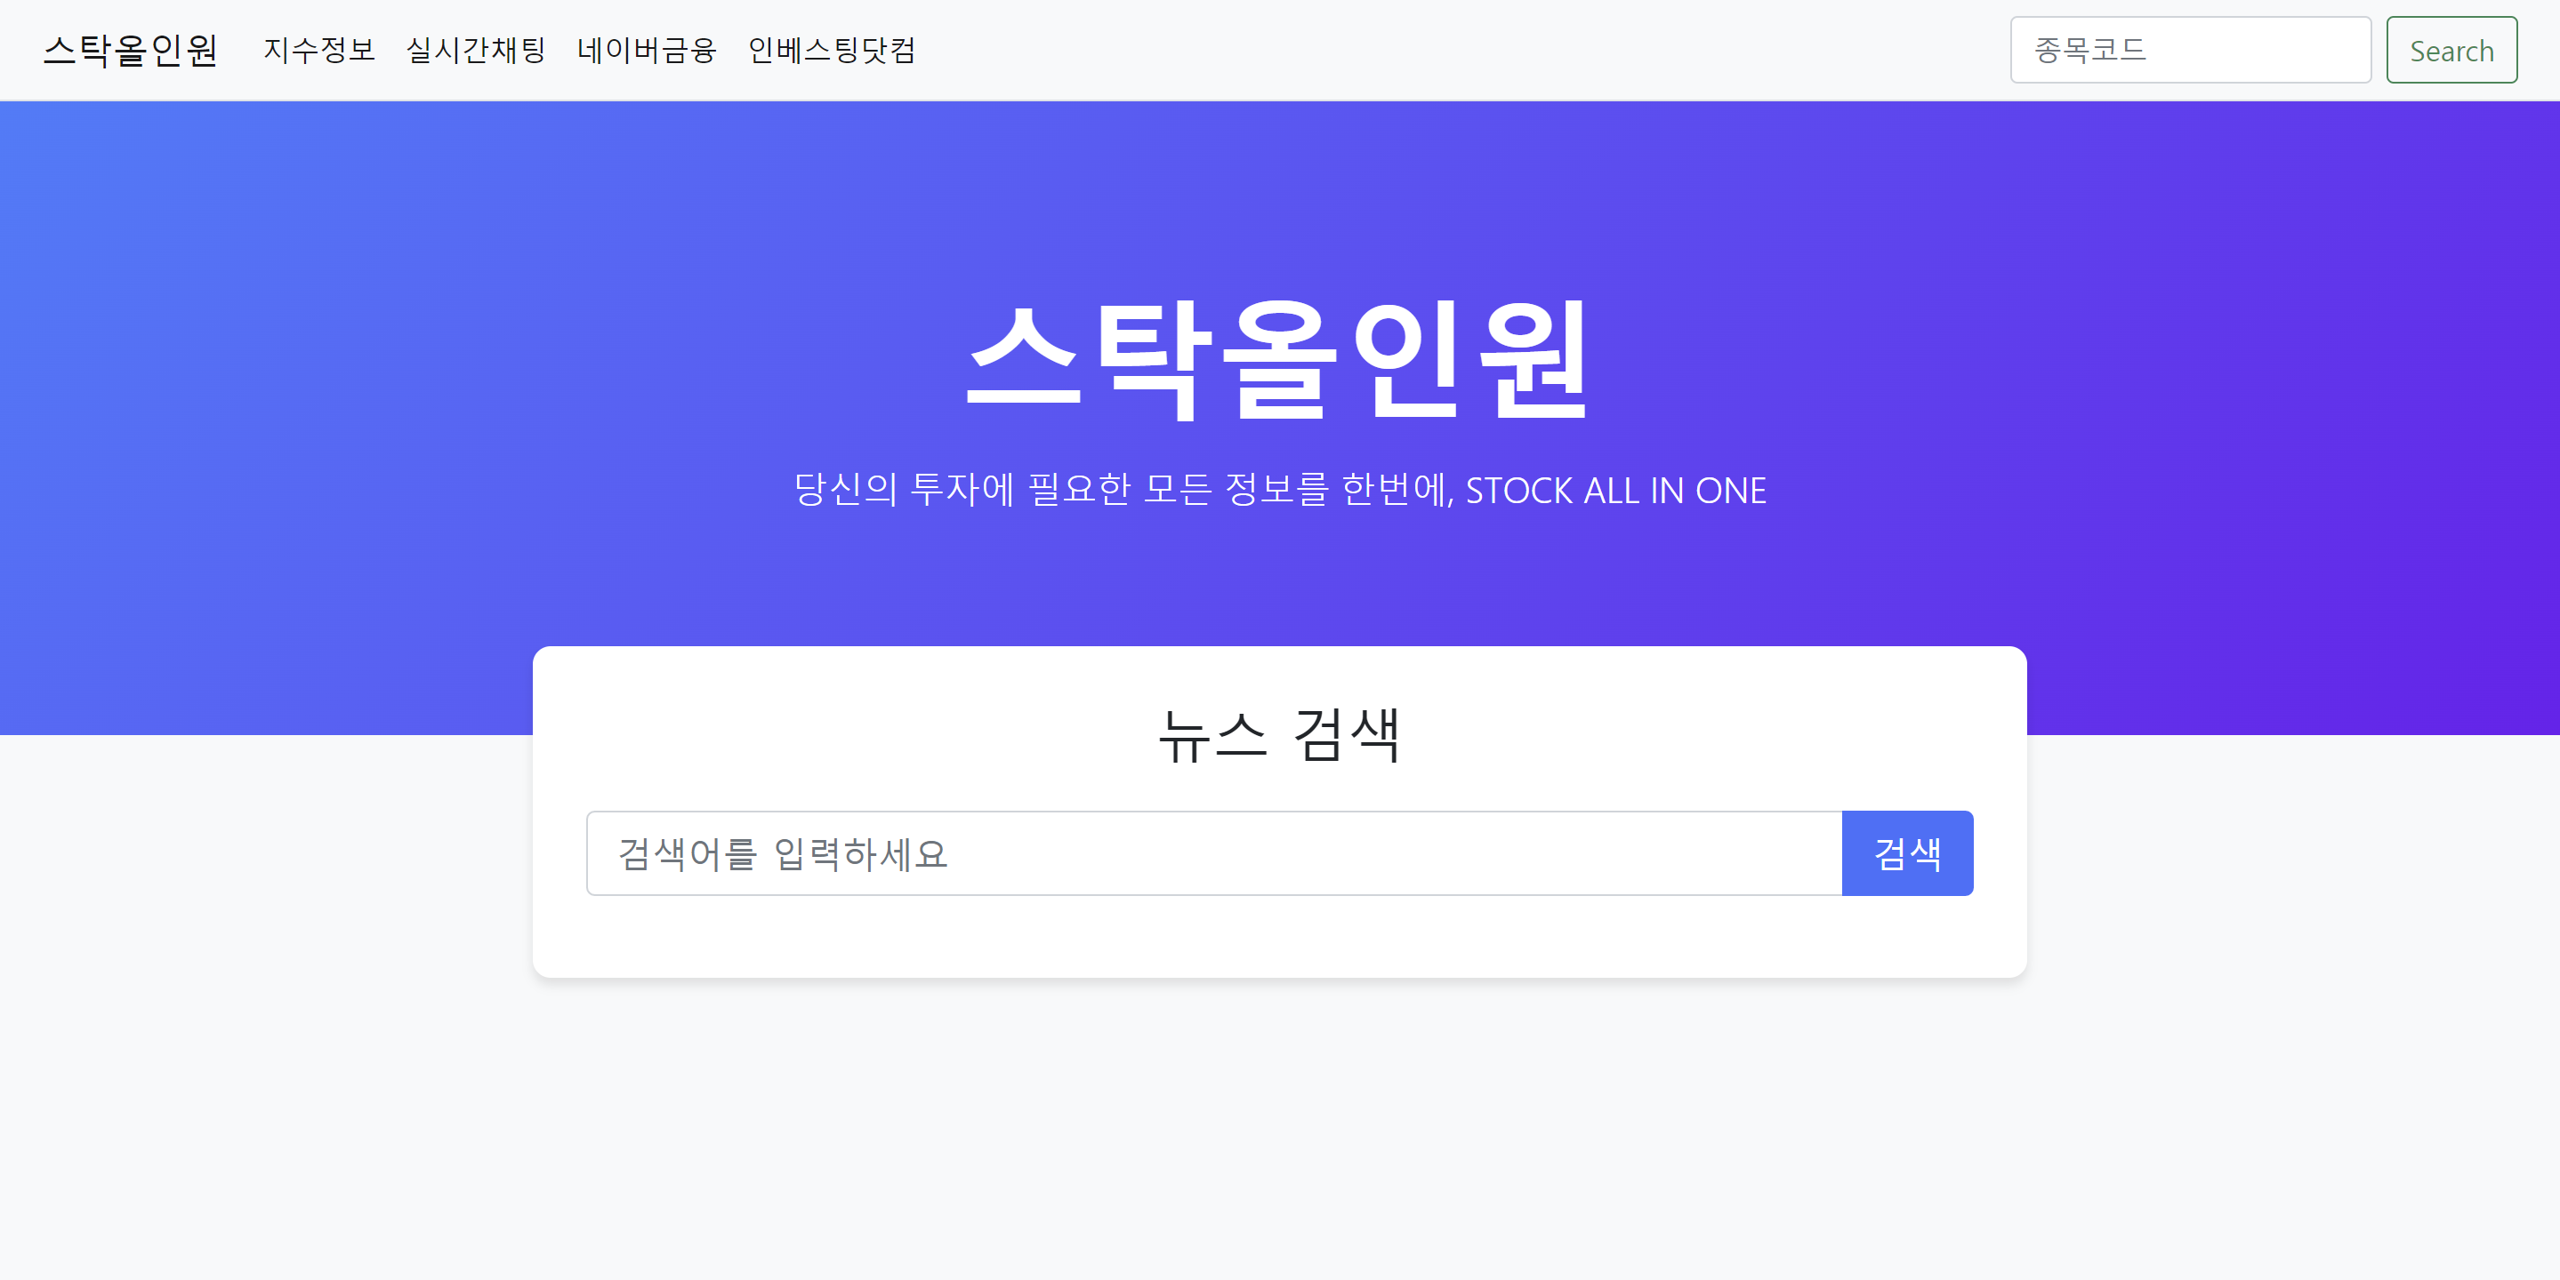 스탁올인원 지수정보 실시간채팅 네이버금융 인베스팅닷컴 종목코드 Search
스탁올인원
당신의 투자에 필요한 모든 정보를 한번에, STOCK ALL IN ONE
뉴스 검색
검색어를 입력하세요 검색